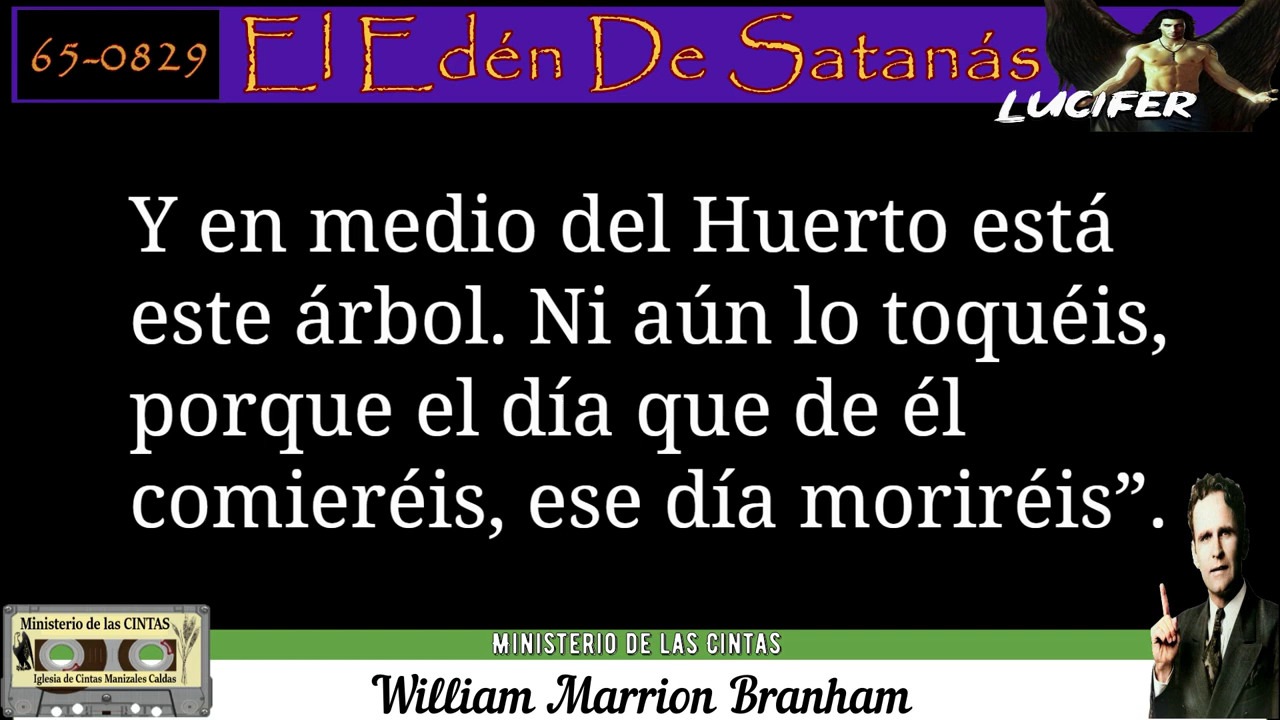 65-0829
El Edén De Satanás
LUCIFER
Y en medio del Huerto está
este árbol. Ni aún lo toquéis,
porque el día que de él
comieréis, ese día moriréis”.
Ministerio de las CINTAS
Iglesia de Cintas Manizales Caldas
MINISTERIO DE LAS CINTAS
William Marrion Branham